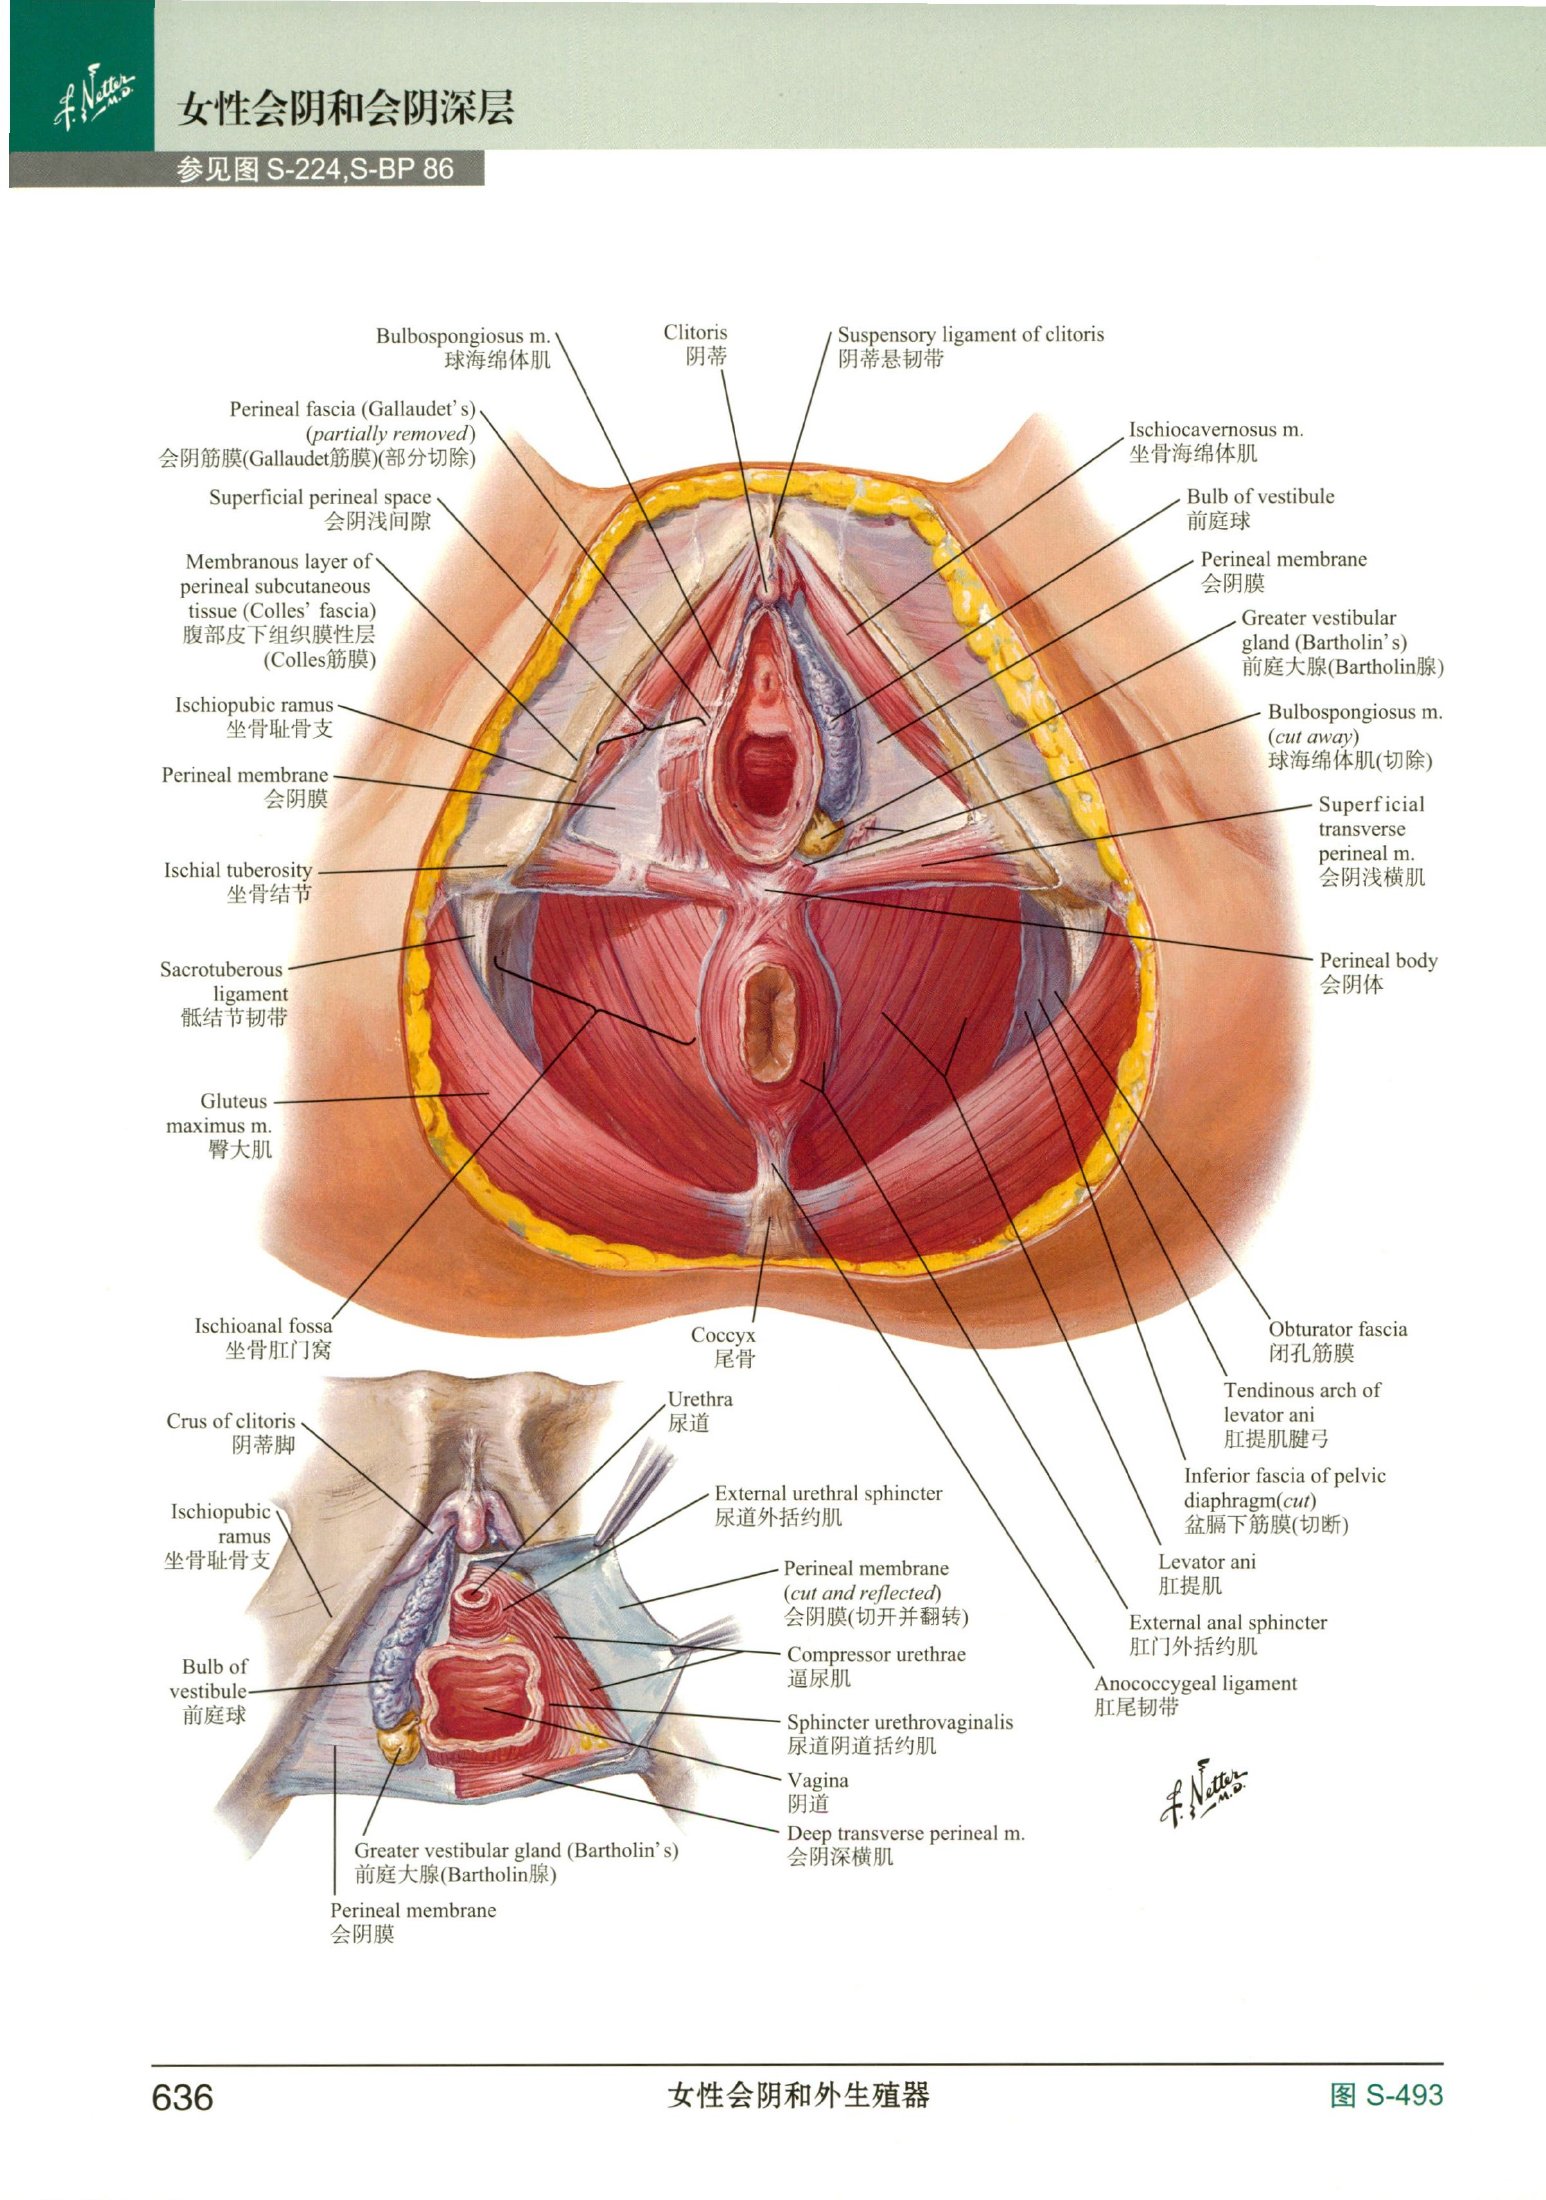 F. Netter M.D.
女性会阴和会阴深层
参见图 S-224,S-BP 86
Bulbospongiosus m.
球海绵体肌
Clitoris
阴蒂
Suspensory ligament of clitoris
阴蒂悬韧带
Perineal fascia (Gallaudet's)
(partially removed)
会阴筋膜(Gallaudet筋膜)(部分切除)
Superficial perineal space
会阴浅间隙
Membranous layer of
perineal subcutaneous
tissue (Colles' fascia)
腹部皮下组织膜性层
(Colles筋膜)
Ischiopubic ramus
坐骨耻骨支
Perineal membrane
会阴膜
Ischial tuberosity
坐骨结节
Sacrotuberous
ligament
骶结节韧带
Gluteus
maximus m.
臀大肌
Ischioanal fossa
坐骨肛门窝
Ischiocavernosus m.
坐骨海绵体肌
Bulb of vestibule
前庭球
Perineal membrane
会阴膜
Greater vestibular
gland (Bartholin's)
前庭大腺(Bartholin腺)
Bulbospongiosus m.
(cut away)
球海绵体肌(切除)
Superficial
transverse
perineal m.
会阴浅横肌
Perineal body
会阴体
Coccyx
尾骨
Obturator fascia
闭孔筋膜
Tendinous arch of
levator ani
肛提肌腱弓
Inferior fascia of pelvic
diaphragm(cut)
盆膈下筋膜(切断)
Levator ani
肛提肌
External anal sphincter
肛门外括约肌
Anococcygeal ligament
肛尾韧带
Crus of clitoris
阴蒂脚
Ischiopubic
ramus
坐骨耻骨支
Bulb of
vestibule
前庭球
Urethra
尿道
External urethral sphincter
尿道外括约肌
Perineal membrane
(cut and reflected)
会阴膜(切开并翻转)
Compressor urethrae
逼尿肌
Sphincter urethrovaginalis
尿道阴道括约肌
Vagina
阴道
Deep transverse perineal m.
会阴深横肌
Greater vestibular gland (Bartholin's)
前庭大腺(Bartholin腺)
Perineal membrane
会阴膜
F. Netter M.D.
636
女性会阴和外生殖器
图 S-493